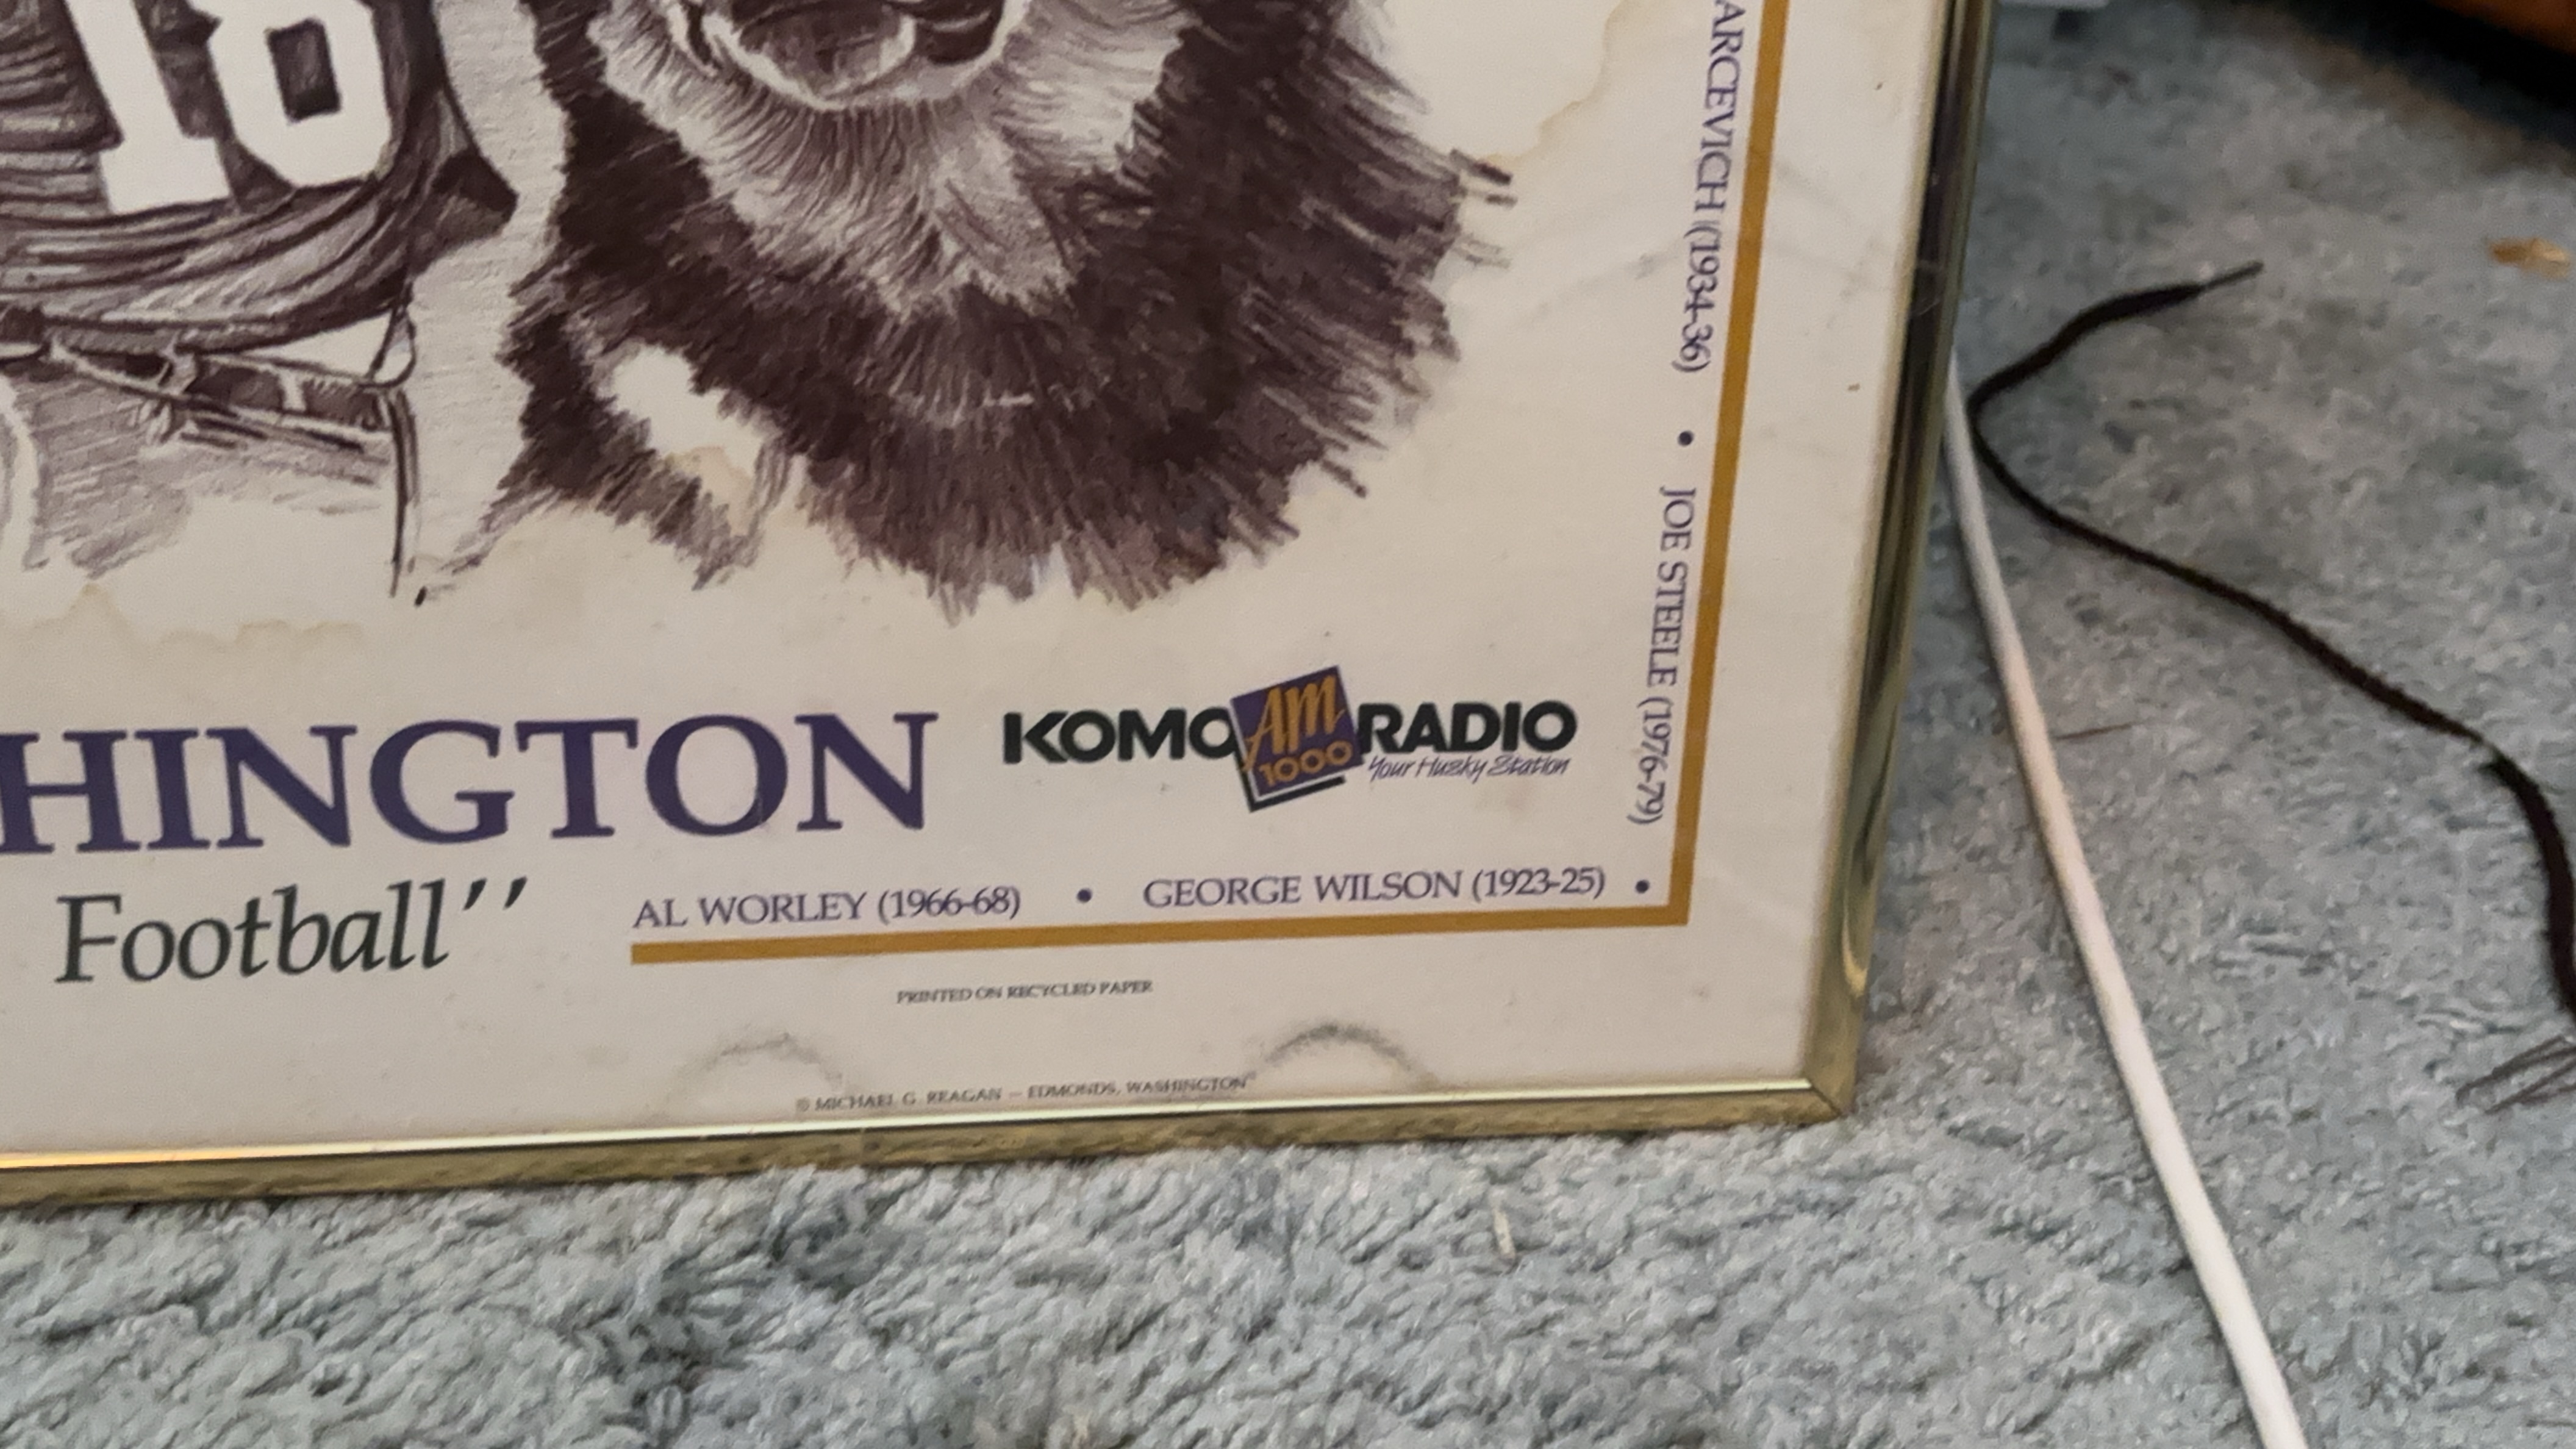 18
ARCEVICH (1934-36) • JOE STEELE (1976-79)
HINGTON
KOMO AM 1000 RADIO
Your Husky Station
Football''
AL WORLEY (1966-68) • GEORGE WILSON (1923-25) •
PRINTED ON RECYCLED PAPER
© MICHAEL G. REAGAN — EDMONDS, WASHINGTON